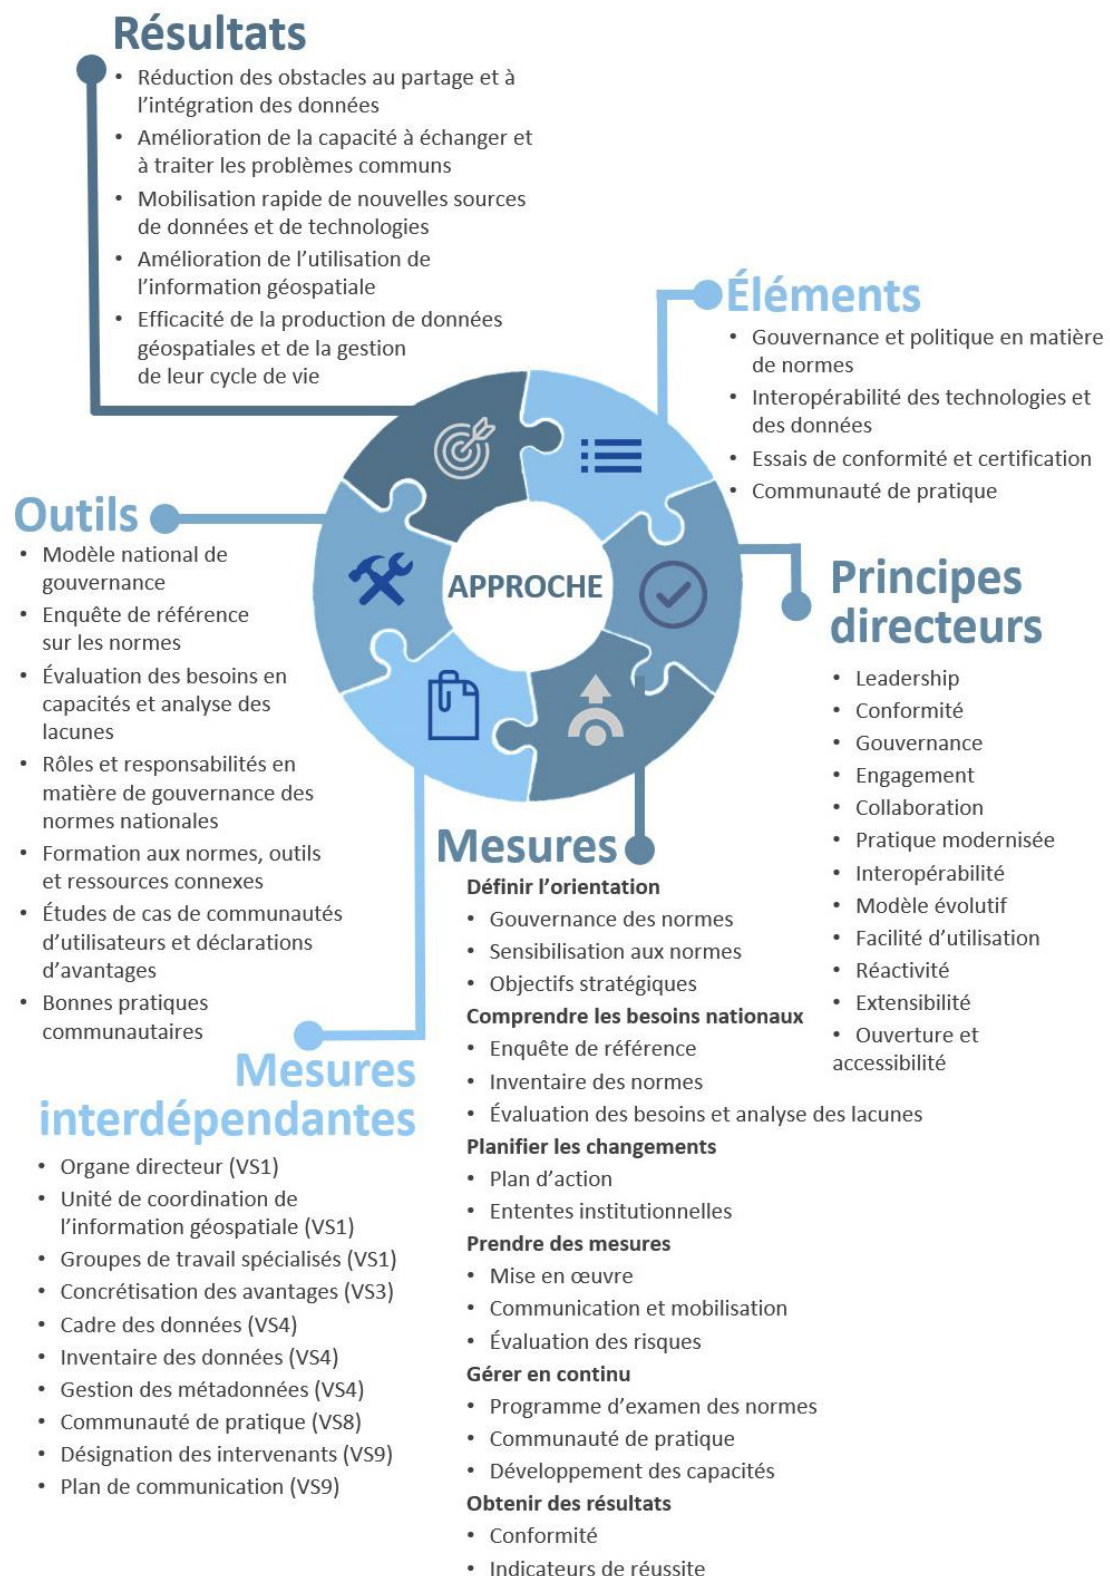 Résultats
• Réduction des obstacles au partage et à
l'intégration des données
• Amélioration de la capacité à échanger et
à traiter les problèmes communs
• Mobilisation rapide de nouvelles sources
de données et de technologies
• Amélioration de l'utilisation de
l'information géospatiale
• Efficacité de la production de données
géospatiales et de la gestion
de leur cycle de vie
Éléments
• Gouvernance et politique en matière
de normes
• Interopérabilité des technologies et
des données
• Essais de conformité et certification
• Communauté de pratique
APPROCHE
Outils
• Modèle national de
gouvernance
• Enquête de référence
sur les normes
• Évaluation des besoins en
capacités et analyse des
lacunes
• Rôles et responsabilités en
matière de gouvernance des
normes nationales
• Formation aux normes, outils
et ressources connexes
• Études de cas de communautés
d'utilisateurs et déclarations
d'avantages
• Bonnes pratiques
communautaires
Principes
directeurs
• Leadership
• Conformité
• Gouvernance
• Engagement
• Collaboration
• Pratique modernisée
• Interopérabilité
• Modèle évolutif
• Facilité d'utilisation
• Réactivité
• Extensibilité
• Ouverture et
accessibilité
Mesures
Définir l'orientation
• Gouvernance des normes
• Sensibilisation aux normes
• Objectifs stratégiques
Comprendre les besoins nationaux
• Enquête de référence
• Inventaire des normes
• Évaluation des besoins et analyse des lacunes
Planifier les changements
• Plan d'action
• Ententes institutionnelles
Prendre des mesures
• Mise en œuvre
• Communication et mobilisation
• Évaluation des risques
Gérer en continu
• Programme d'examen des normes
• Communauté de pratique
• Développement des capacités
Obtenir des résultats
• Conformité
• Indicateurs de réussite
Mesures
interdépendantes
• Organe directeur (VS1)
• Unité de coordination de
l'information géospatiale (VS1)
• Groupes de travail spécialisés (VS1)
• Concrétisation des avantages (VS3)
• Cadre des données (VS4)
• Inventaire des données (VS4)
• Gestion des métadonnées (VS4)
• Communauté de pratique (VS8)
• Désignation des intervenants (VS9)
• Plan de communication (VS9)